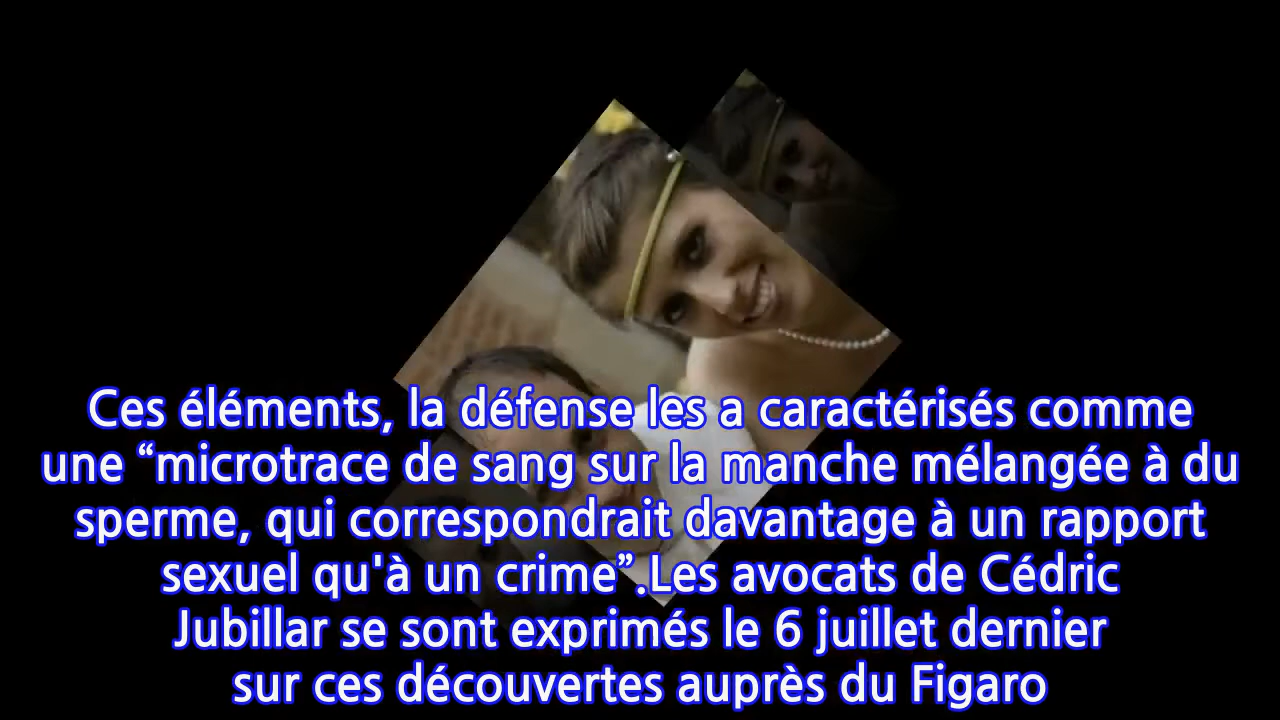 Ces éléments, la défense les a caractérisés comme
une “microtrace de sang sur la manche mélangée à du
sperme, qui correspondrait davantage à un rapport
sexuel qu'à un crime”.Les avocats de Cédric
Jubillar se sont exprimés le 6 juillet dernier
sur ces découvertes auprès du Figaro